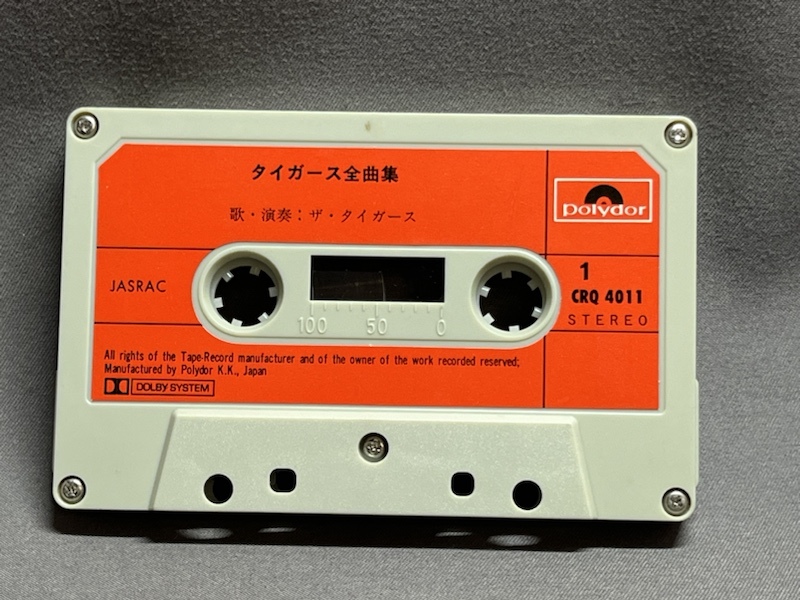 タイガース全曲集
歌・演奏：ザ・タイガース
polydor
JASRAC
1
CRQ 4011
STEREO
100 50 0
All rights of the Tape-Record manufacturer and of the owner of the work recorded reserved;
Manufactured by Polydor K.K., Japan
DOLBY SYSTEM